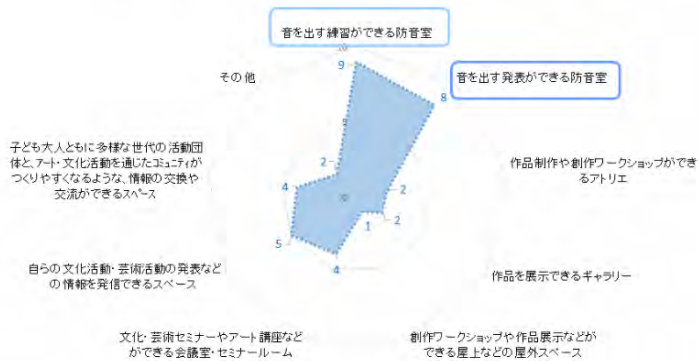 音を出す練習ができる防音室
10
9
その他
音を出す発表ができる防音室
8
5
子ども大人ともに多様な世代の活動団
体と、アート・文化活動を通じたコミュニティが
つくりやすくなるような、情報の交換や
交流ができるスペース
2
4
作品制作や創作ワークショップができ
るアトリエ
2
0
2
1
5
4
自らの文化活動・芸術活動の発表など
の情報を発信できるスペース
作品を展示できるギャラリー
文化・芸術セミナーやアート講座など
ができる会議室・セミナールーム
創作ワークショップや作品展示などが
できる屋上などの屋外スペース